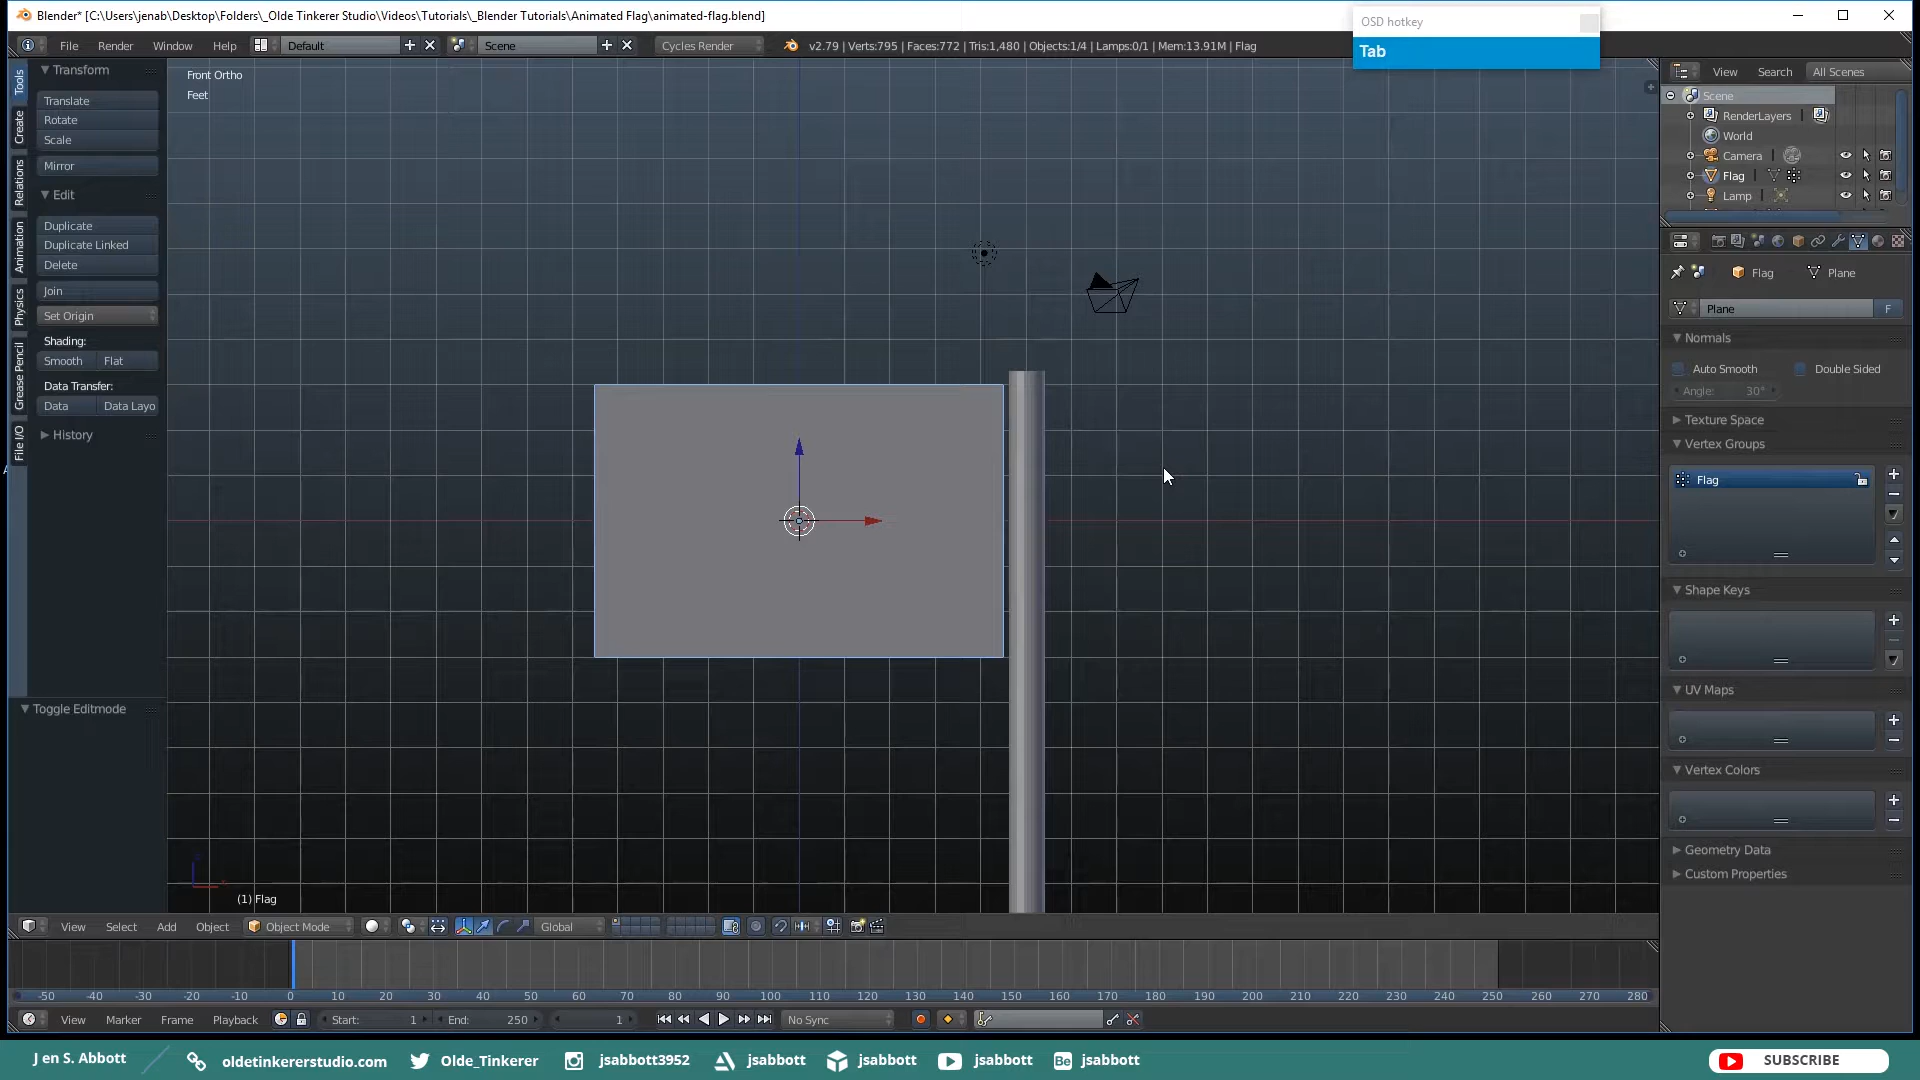 Blender* [C:\Users\jenab\Desktop\Folders\_Olde Tinkerer Studio\Videos\Tutorials\_Blender Tutorials\Animated Flag\animated-flag.blend]
OSD hotkey
Tab
File Render Window Help Default Scene Cycles Render v2.79 | Verts:795 | Faces:772 | Tris:1,480 | Objects:1/4 | Lamps:0/1 | Mem:13.91M | Flag
View Search All Scenes
Tools
Create
Relations
Animation
Physics
Grease Pencil
File I/O
Transform
Translate
Rotate
Scale
Mirror
Edit
Duplicate
Duplicate Linked
Delete
Join
Set Origin
Shading:
Smooth Flat
Data Transfer:
Data Data Layo
History
Toggle Editmode
Front Ortho
Feet
(1) Flag
Scene
RenderLayers
World
Camera
Flag
Lamp
Flag Plane
Plane F
Normals
Auto Smooth Double Sided
Angle: 30°
Texture Space
Vertex Groups
Flag
Shape Keys
UV Maps
Vertex Colors
Geometry Data
Custom Properties
View Select Add Object Object Mode Global
-50 -40 -30 -20 -10 0 10 20 30 40 50 60 70 80 90 100 110 120 130 140 150 160 170 180 190 200 210 220 230 240 250 260 270 280
View Marker Frame Playback Start: 1 End: 250 1 No Sync
J en S. Abbott oldetinkererstudio.com Olde_Tinkerer jsabbott3952 jsabbott jsabbott jsabbott Be jsabbott SUBSCRIBE